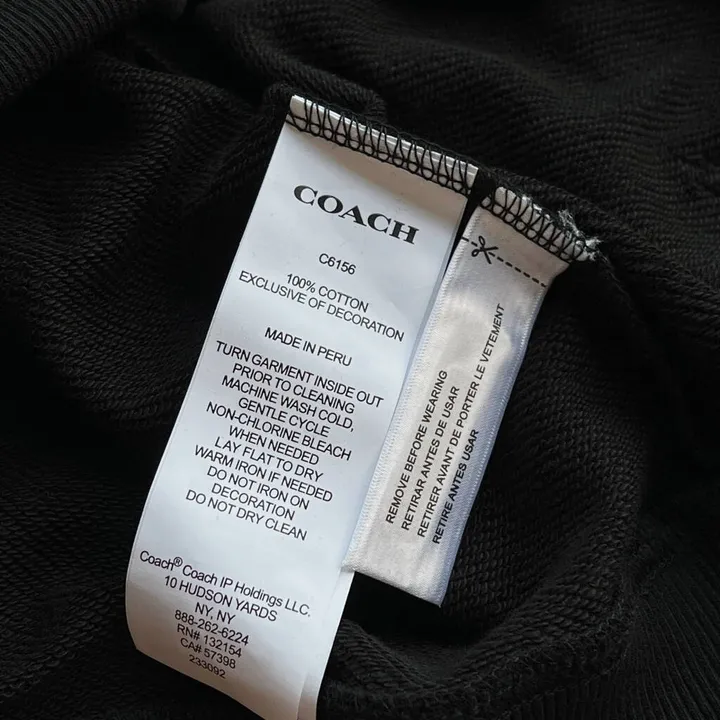 COACH
C6156
100% COTTON
EXCLUSIVE OF DECORATION
MADE IN PERU
TURN GARMENT INSIDE OUT
PRIOR TO CLEANING
MACHINE WASH COLD,
GENTLE CYCLE
NON-CHLORINE BLEACH
WHEN NEEDED
LAY FLAT TO DRY
WARM IRON IF NEEDED
DO NOT IRON ON
DECORATION
DO NOT DRY CLEAN
Coach® Coach IP Holdings LLC.
10 HUDSON YARDS
NY, NY
888-262-6224
RN# 132154
CA# 57398
233092
REMOVE BEFORE WEARING
RETIRAR ANTES DE USAR
RETIRER AVANT DE PORTER LE VETEMENT
RETIRE ANTES USAR